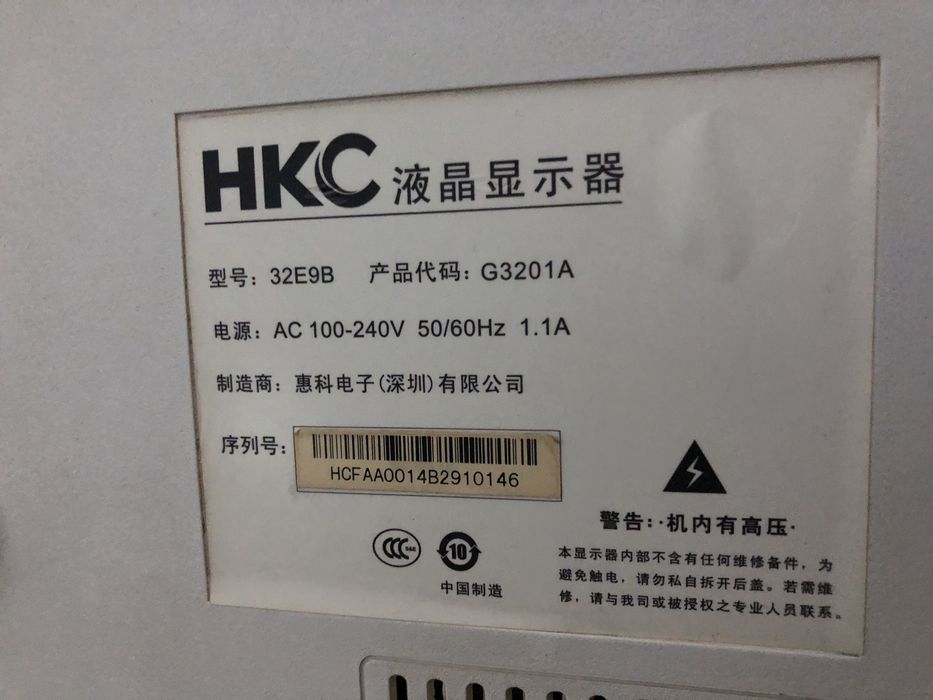 HKC 液晶显示器
型号：32E9B 产品代码：G3201A
电源：AC 100-240V 50/60Hz 1.1A
制造商：惠科电子(深圳)有限公司
序列号：
HCFAA0014B2910146
警告：·机内有高压·
本显示器内部不含有任何维修备件，为
避免触电，请勿私自拆开后盖。若需维
修，请与我司或被授权之专业人员联系。
CCC S&E
10
中国制造